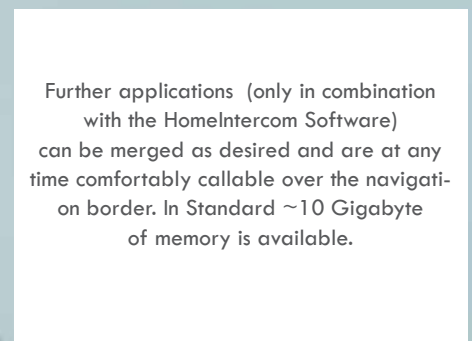 Further applications  (only in combination
with the HomeIntercom Software)
can be merged as desired and are at any
time comfortably callable over the navigati-
on border. In Standard ~10 Gigabyte
of memory is available.